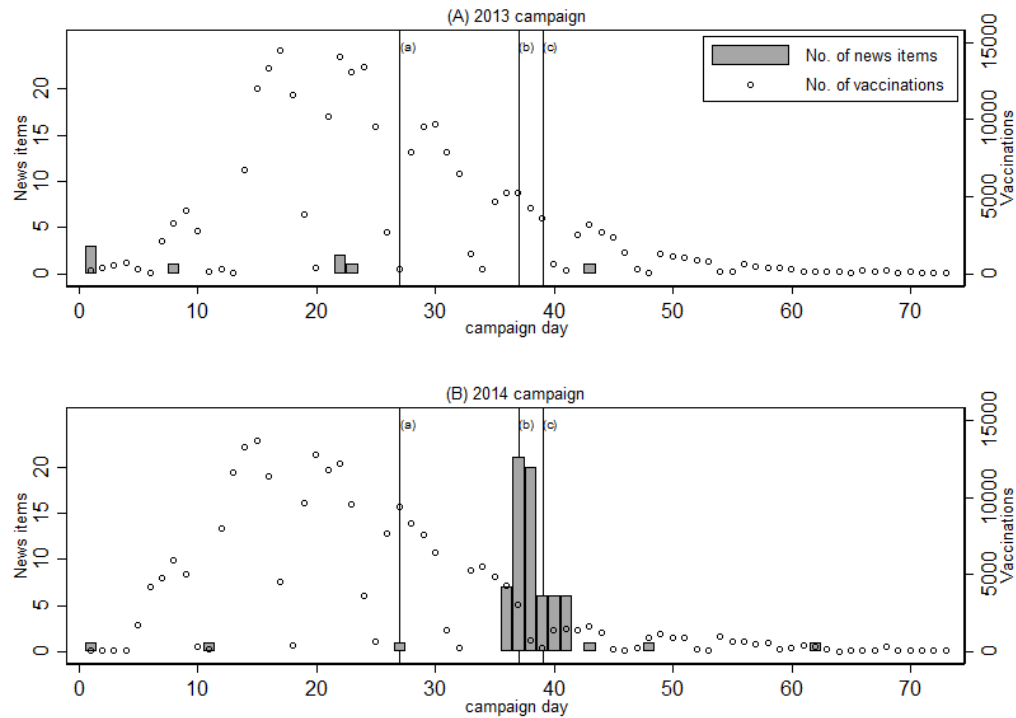 (A) 2013 campaign
(a)
(b)
(c)
No. of news items
No. of vaccinations
News items
0
5
10
15
20
Vaccinations
0
5000
10000
15000
0 10 20 30 40 50 60 70
campaign day
(B) 2014 campaign
(a)
(b)
(c)
News items
0
5
10
15
20
Vaccinations
0
5000
10000
15000
0 10 20 30 40 50 60 70
campaign day